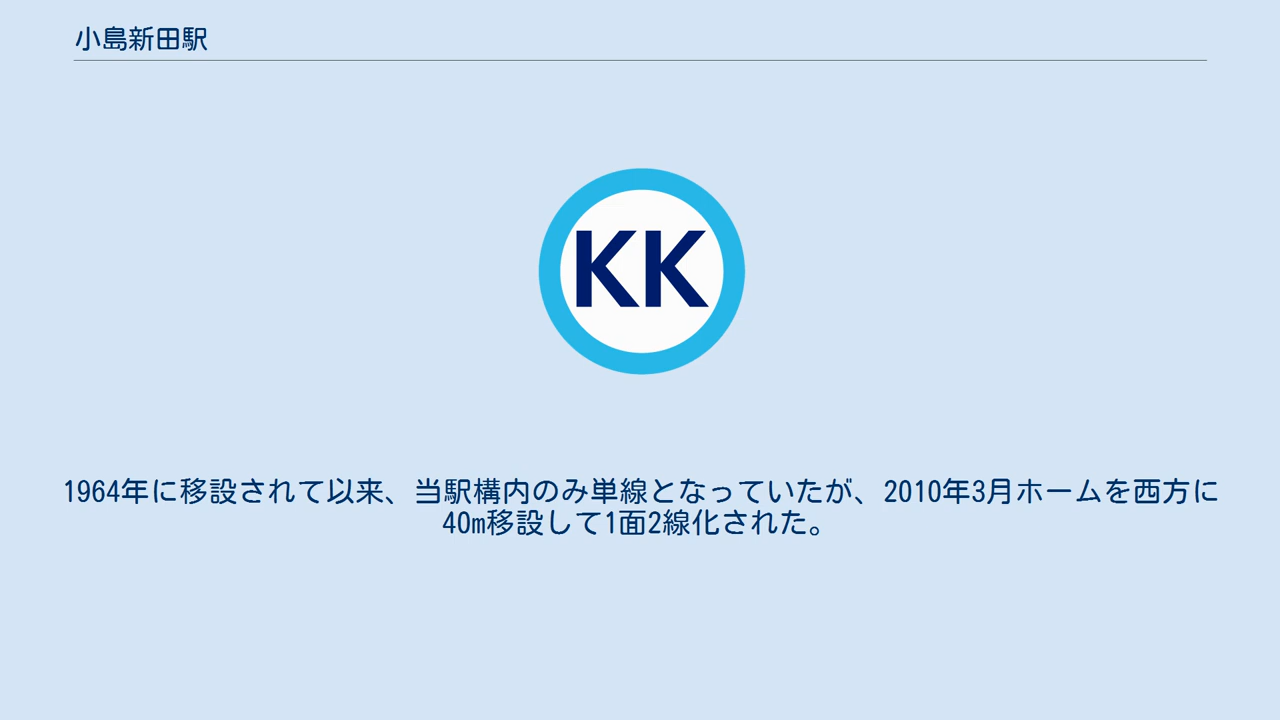 小島新田駅
KK
1964年に移設されて以来、当駅構内のみ単線となっていたが、2010年3月ホームを西方に
40m移設して1面2線化された。